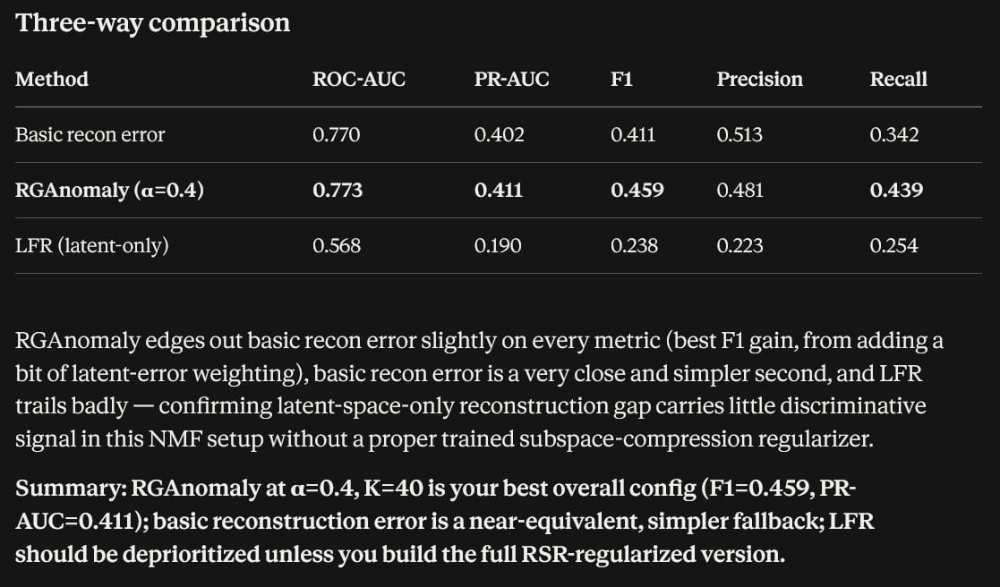 Three-way comparison
Method ROC-AUC PR-AUC F1 Precision Recall
Basic recon error 0.770 0.402 0.411 0.513 0.342
RGAnomaly (α=0.4) 0.773 0.411 0.459 0.481 0.439
LFR (latent-only) 0.568 0.190 0.238 0.223 0.254
RGAnomaly edges out basic recon error slightly on every metric (best F1 gain, from adding a
bit of latent-error weighting), basic recon error is a very close and simpler second, and LFR
trails badly — confirming latent-space-only reconstruction gap carries little discriminative
signal in this NMF setup without a proper trained subspace-compression regularizer.
Summary: RGAnomaly at α=0.4, K=40 is your best overall config (F1=0.459, PR-
AUC=0.411); basic reconstruction error is a near-equivalent, simpler fallback; LFR
should be deprioritized unless you build the full RSR-regularized version.